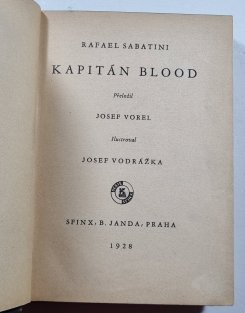 RAFAEL SABATINI
KAPITÁN BLOOD
Přeložil
JOSEF VOREL
Ilustroval
JOSEF VODRÁŽKA
SFINX: B. JANDA, PRAHA
1928